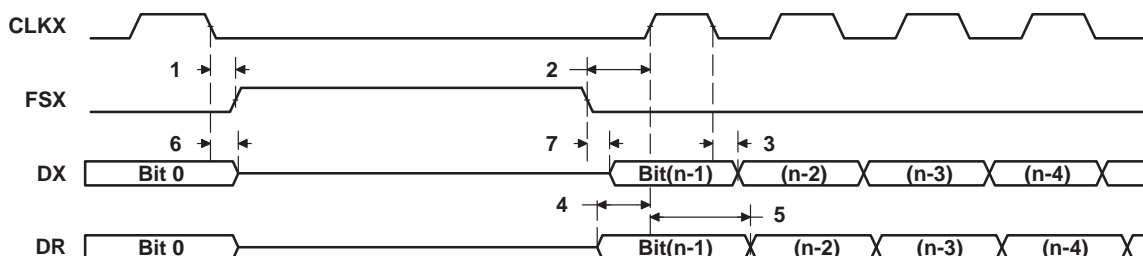 CLKX
1 2
FSX
6 7 3
DX Bit 0 Bit(n-1) (n-2) (n-3) (n-4)
4 5
DR Bit 0 Bit(n-1) (n-2) (n-3) (n-4)